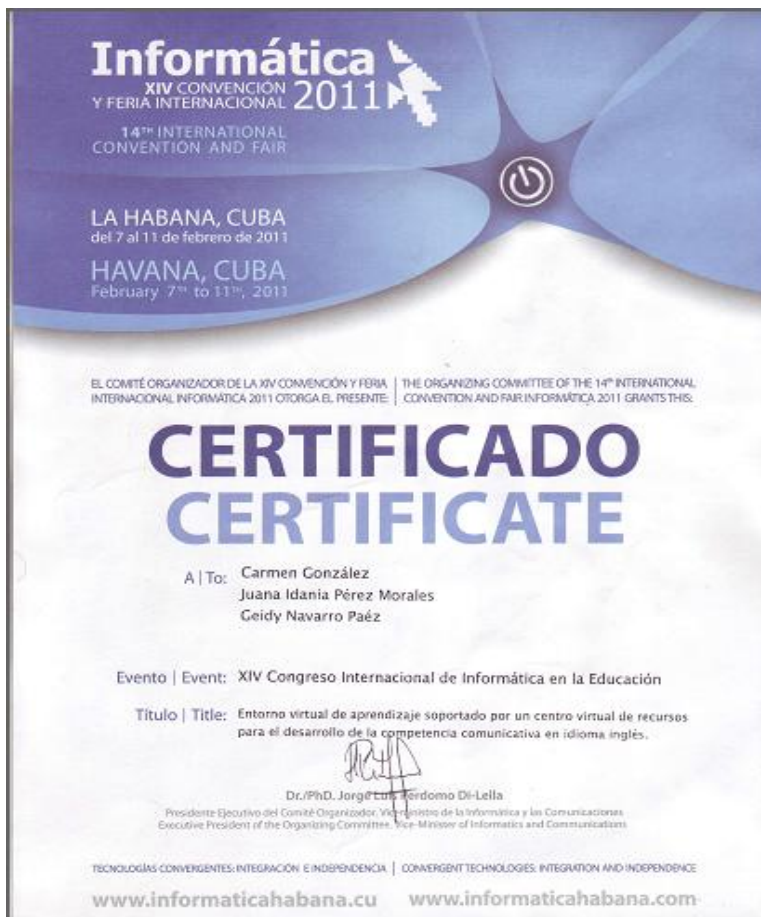 Informática
XIV CONVENCIÓN
Y FERIA INTERNACIONAL 2011
14TH INTERNATIONAL
CONVENTION AND FAIR
LA HABANA, CUBA
del 7 al 11 de febrero de 2011
HAVANA, CUBA
February 7TH to 11TH, 2011
EL COMITÉ ORGANIZADOR DE LA XIV CONVENCIÓN Y FERIA
INTERNACIONAL INFORMÁTICA 2011 OTORGA EL PRESENTE:
THE ORGANIZING COMMITTEE OF THE 14th INTERNATIONAL
CONVENTION AND FAIR INFORMÁTICA 2011 GRANTS THIS:
CERTIFICADO
CERTIFICATE
A | To: Carmen González
Juana Idania Pérez Morales
Geidy Navarro Paéz
Evento | Event: XIV Congreso Internacional de Informática en la Educación
Título | Title: Entorno virtual de aprendizaje soportado por un centro virtual de recursos
para el desarrollo de la competencia comunicativa en idioma inglés.
Dr./PhD. Jorge Luis Perdomo Di-Lella
Presidente Ejecutivo del Comité Organizador. Viceministro de la Informática y las Comunicaciones
Executive President of the Organizing Committee. Vice-Minister of Informatics and Communications
TECNOLOGÍAS CONVERGENTES: INTEGRACIÓN E INDEPENDENCIA | CONVERGENT TECHNOLOGIES: INTEGRATION AND INDEPENDENCE
www.informaticahabana.cu www.informaticahabana.com